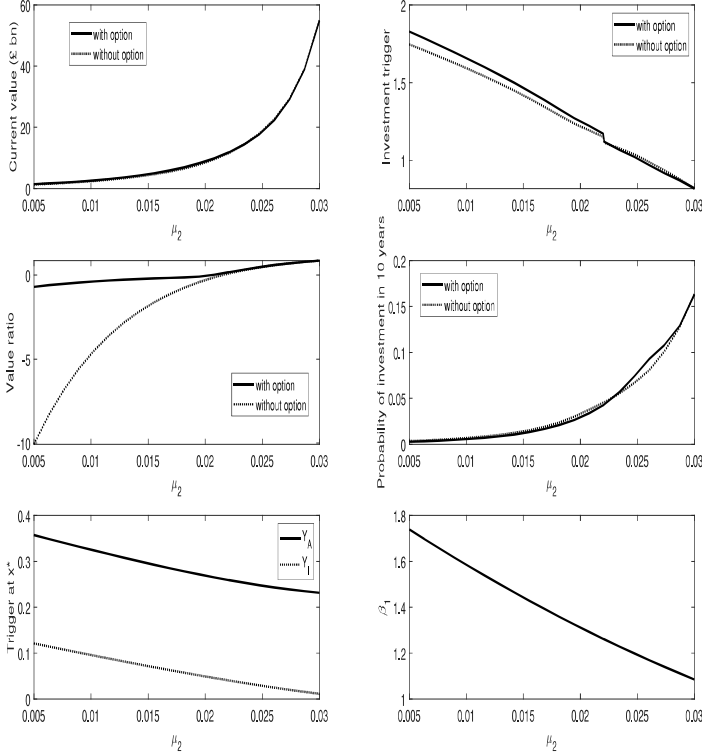 Current value (£ bn)
60
40
20
0
with option
without option
0.005 0.01 0.015 0.02 0.025 0.03
μ2
Investment trigger
2
1.5
1
with option
without option
0.005 0.01 0.015 0.02 0.025 0.03
μ2
Value ratio
0
-5
-10
with option
without option
0.005 0.01 0.015 0.02 0.025 0.03
μ2
Probability of investment in 10 years
0.2
0.15
0.1
0.05
0
with option
without option
0.005 0.01 0.015 0.02 0.025 0.03
μ2
Trigger at x*
0.4
0.3
0.2
0.1
0
Y_A
Y_I
0.005 0.01 0.015 0.02 0.025 0.03
μ2
β1
1.8
1.6
1.4
1.2
1
0.005 0.01 0.015 0.02 0.025 0.03
μ2